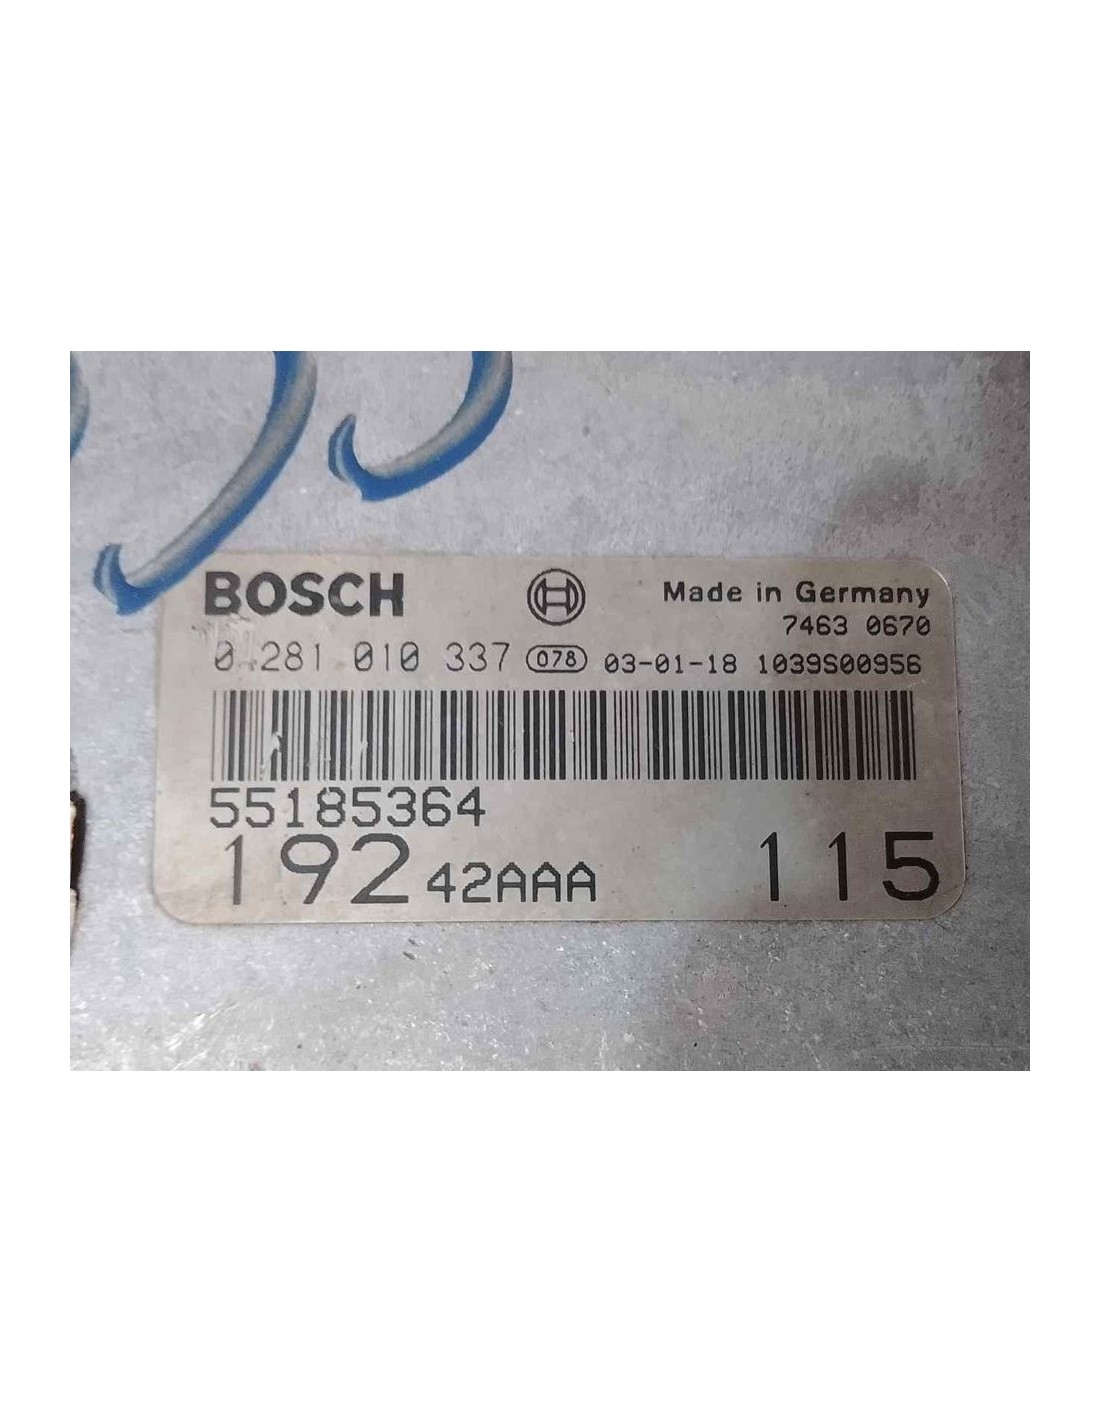 BOSCH Made in Germany
7463 0670
0 281 010 337 078 03-01-18 1039S00956
55185364
192 42AAA 115